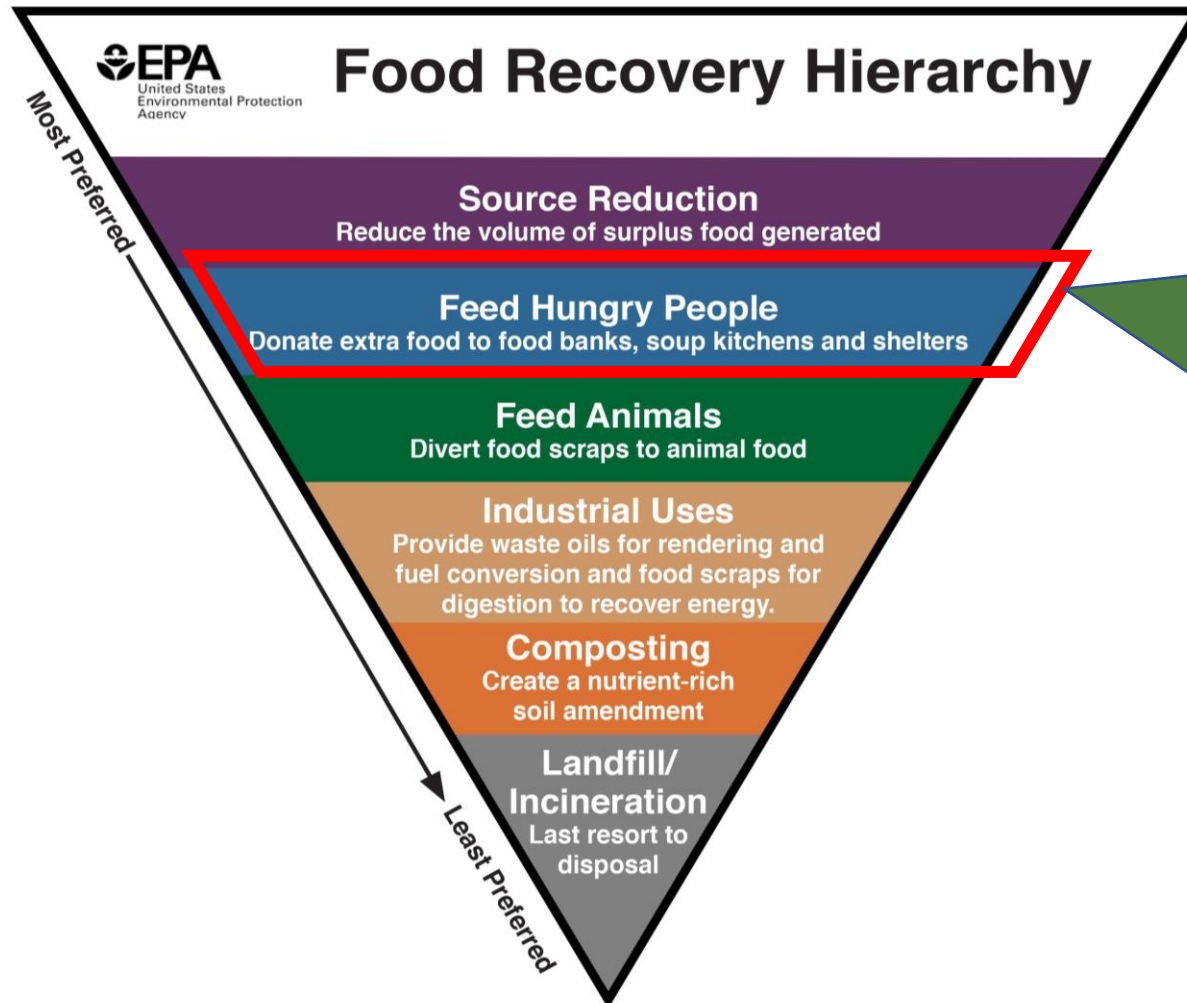 EPA
United States
Environmental Protection
Agency
Food Recovery Hierarchy
Most Preferred
Source Reduction
Reduce the volume of surplus food generated
Feed Hungry People
Donate extra food to food banks, soup kitchens and shelters
Feed Animals
Divert food scraps to animal food
Industrial Uses
Provide waste oils for rendering and
fuel conversion and food scraps for
digestion to recover energy.
Composting
Create a nutrient-rich
soil amendment
Landfill/
Incineration
Last resort to
disposal
Least Preferred